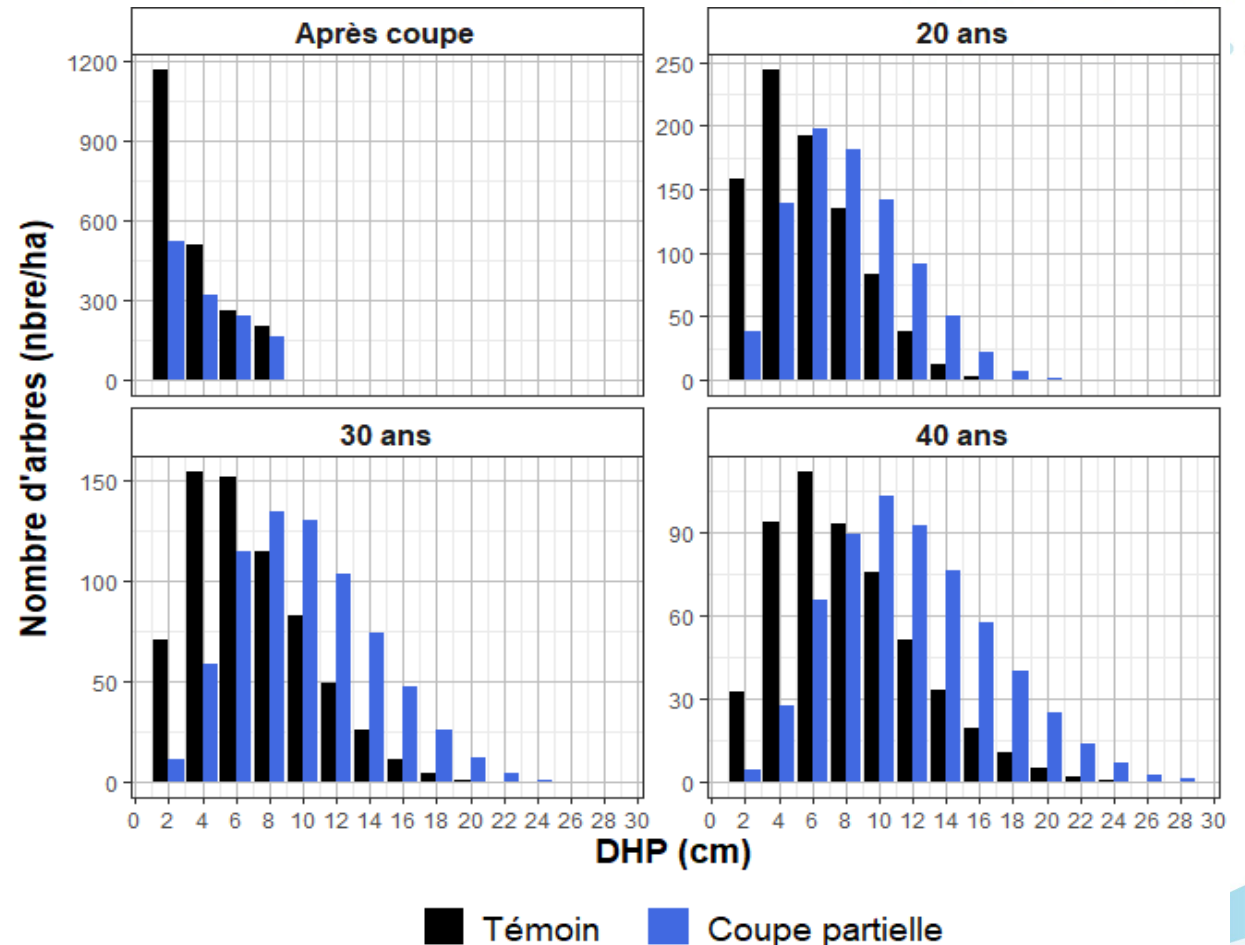 Après coupe
20 ans
1200
900
600
300
0
250
200
150
100
50
0
30 ans
40 ans
150
100
50
0
90
60
30
0
0 2 4 6 8 10 12 14 16 18 20 22 24 26 28 30
0 2 4 6 8 10 12 14 16 18 20 22 24 26 28 30
Nombre d'arbres (nbre/ha)
DHP (cm)
Témoin Coupe partielle